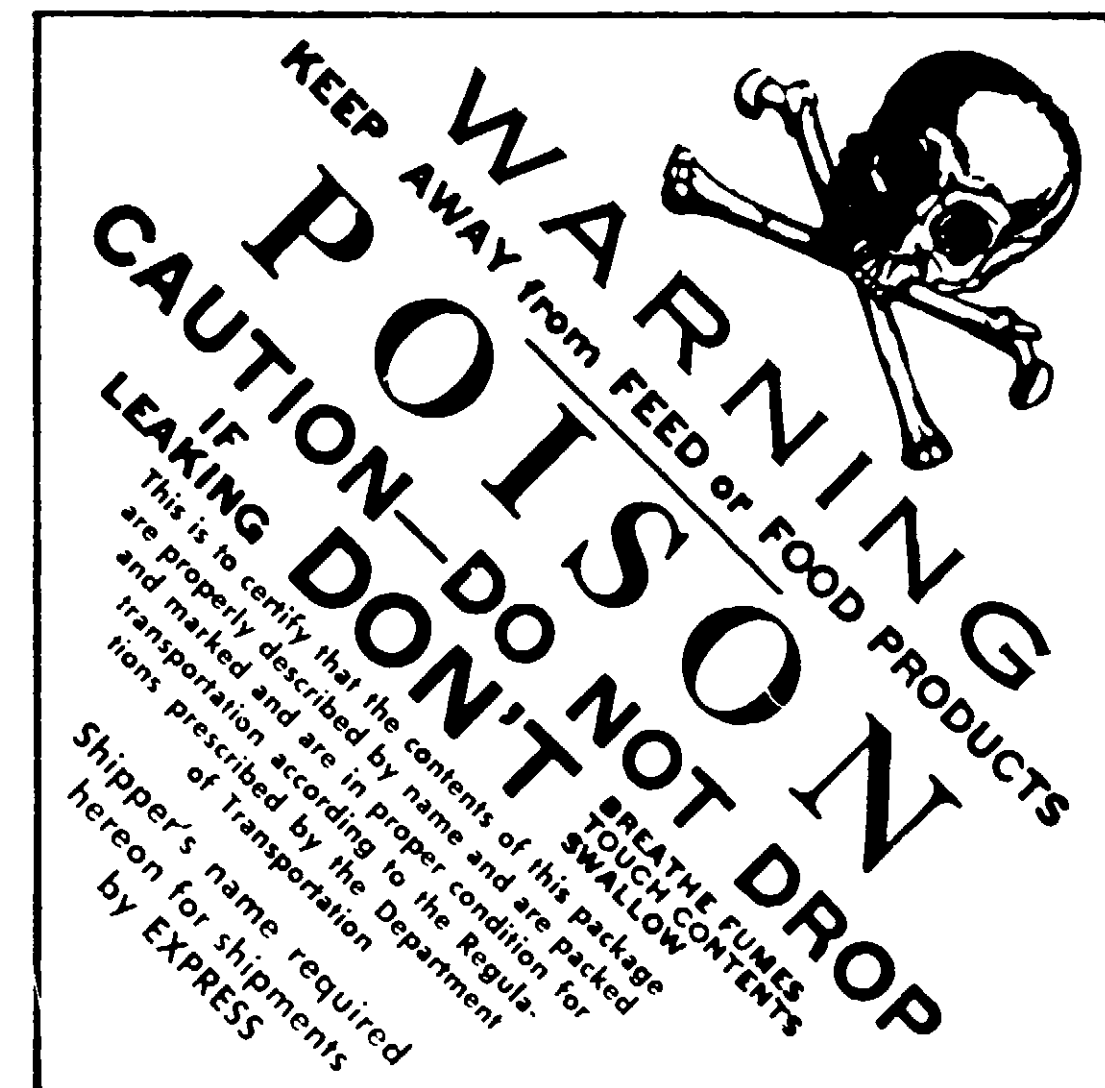 WARNING
KEEP AWAY from FEED or FOOD PRODUCTS
POISON
CAUTION—DO NOT DROP
IF
LEAKING DON'T
BREATHE FUMES
TOUCH CONTENTS
SWALLOW
This is to certify that the contents of this package
are properly described by name and are packed
and marked and are in proper condition for
transportation according to the Regula-
tions prescribed by the Department
of Transportation
Shipper's name required
hereon for shipments
by EXPRESS